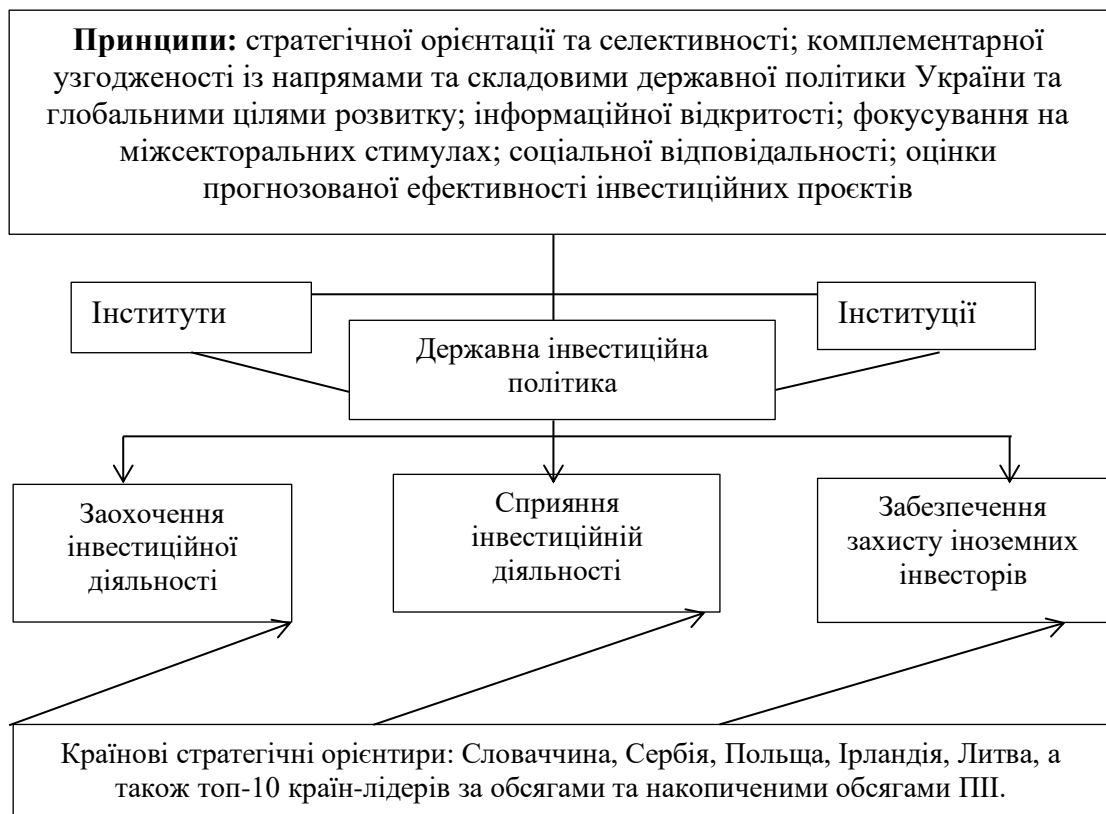 Принципи: стратегічної орієнтації та селективності; комплементарної
узгодженості із напрямами та складовими державної політики України та
глобальними цілями розвитку; інформаційної відкритості; фокусування на
міжсекторальних стимулах; соціальної відповідальності; оцінки
прогнозованої ефективності інвестиційних проєктів
Інститути
Інституції
Державна інвестиційна
політика
Заохочення
інвестиційної
діяльності
Сприяння
інвестиційній
діяльності
Забезпечення
захисту іноземних
інвесторів
Країнові стратегічні орієнтири: Словаччина, Сербія, Польща, Ірландія, Литва, а
також топ-10 країн-лідерів за обсягами та накопиченими обсягами ПІІ.